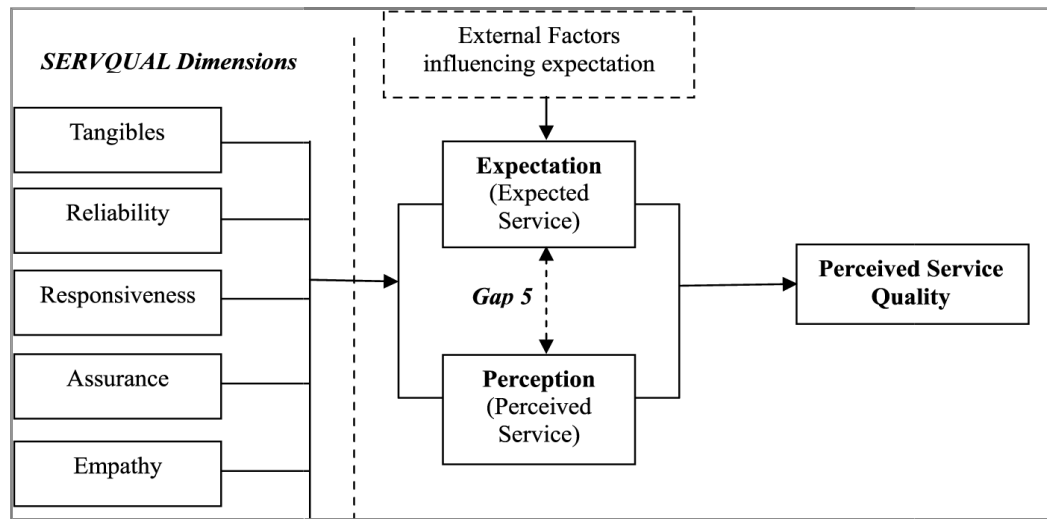 SERVQUAL Dimensions
Tangibles
Reliability
Responsiveness
Assurance
Empathy
External Factors
influencing expectation
Expectation
(Expected
Service)
Gap 5
Perception
(Perceived
Service)
Perceived Service
Quality